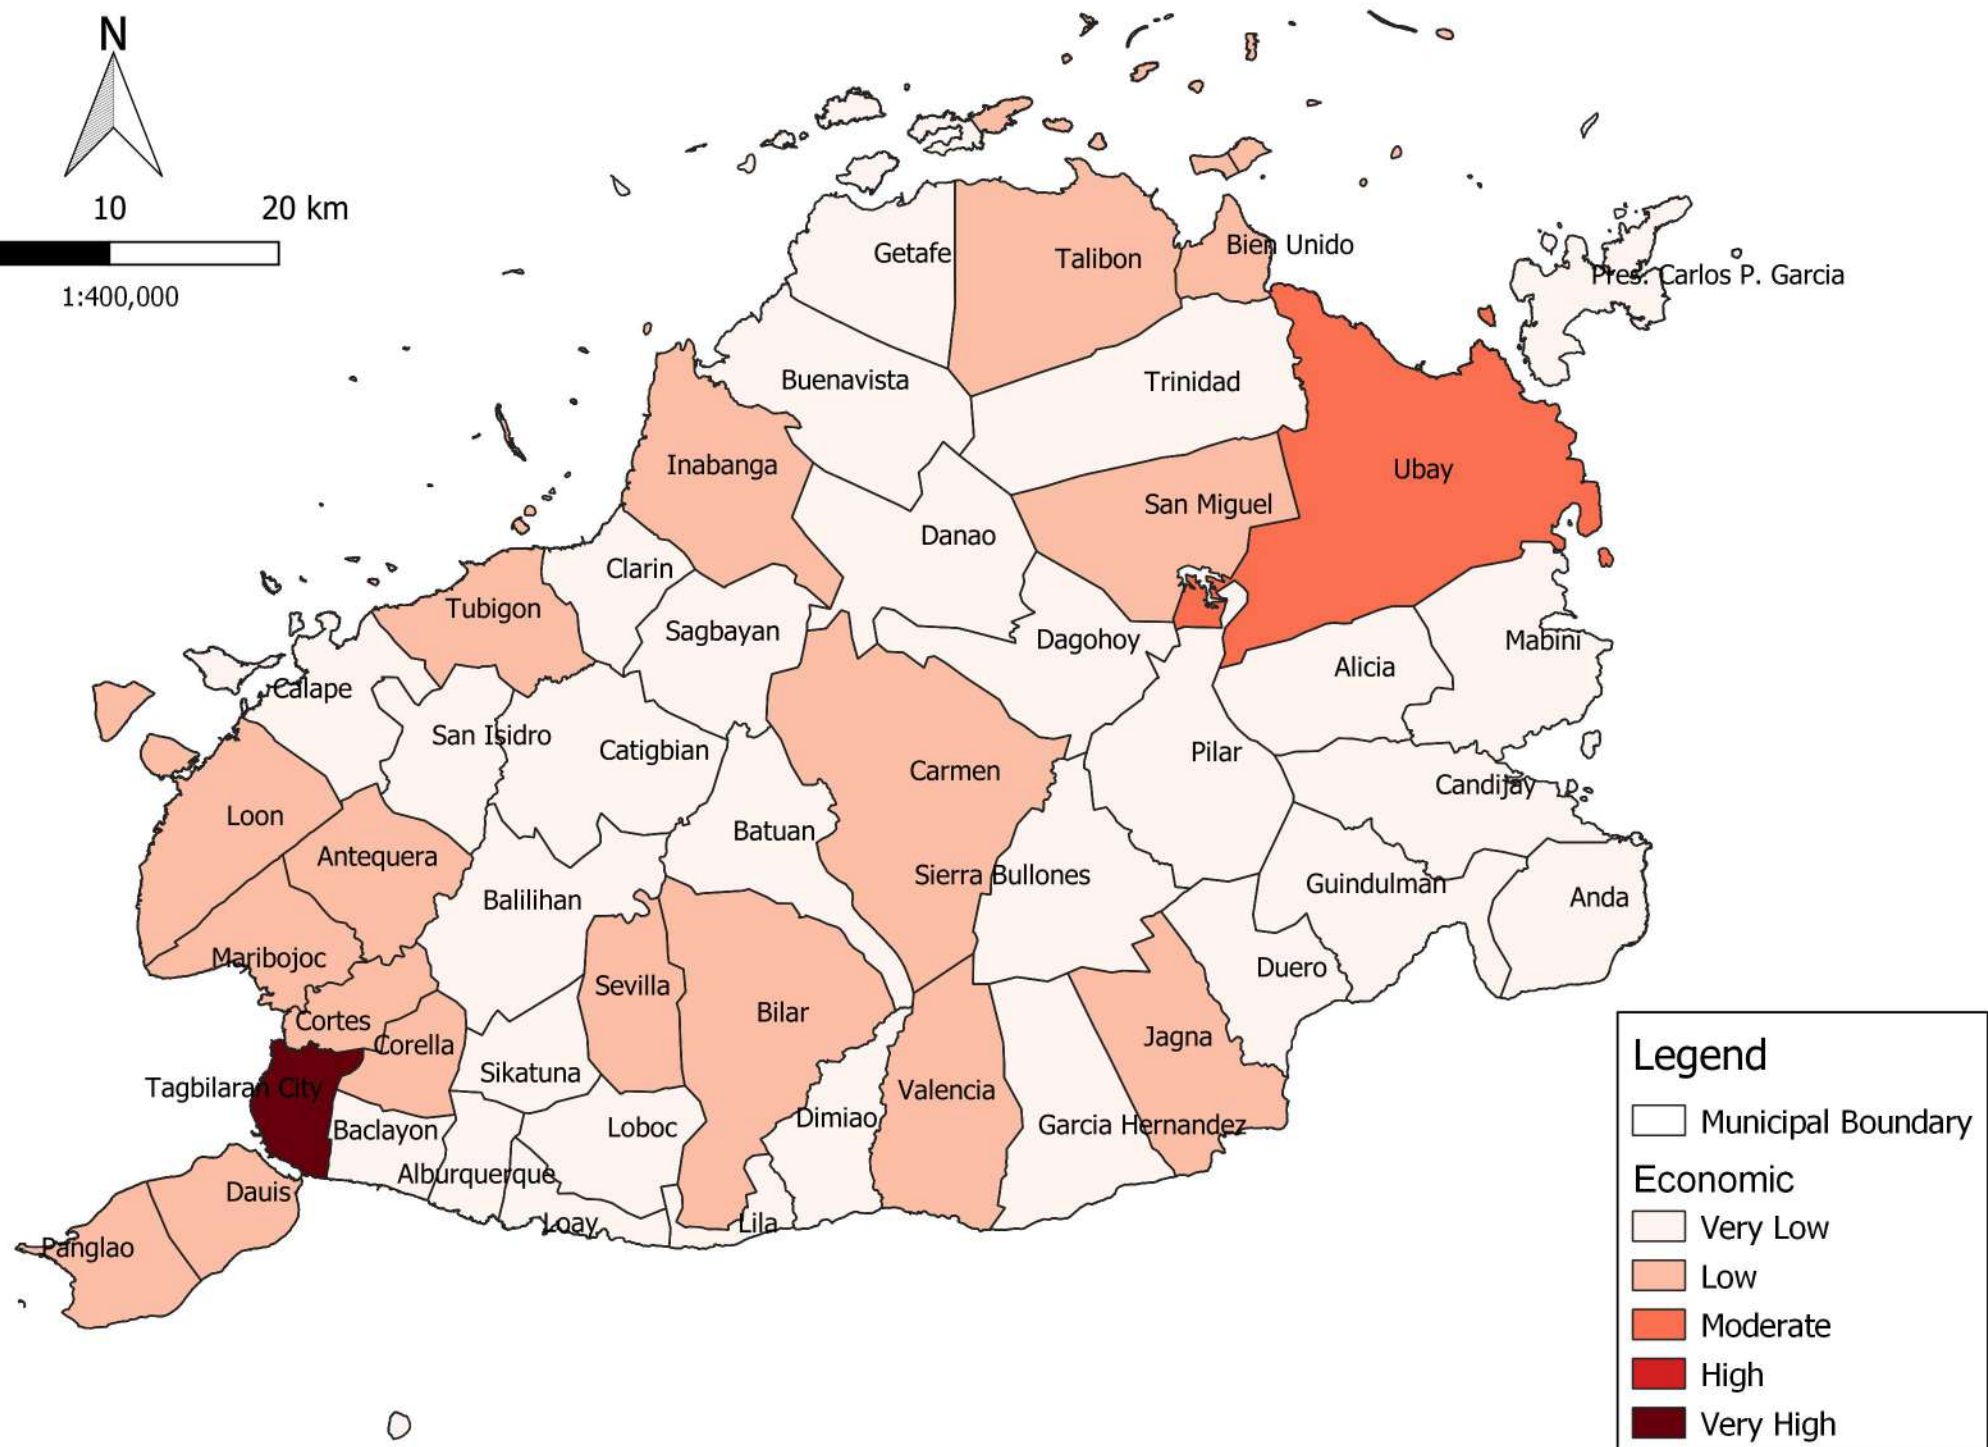 N
10 20 km
1:400,000
Getafe
Talibon
Bien Unido
Pres. Carlos P. Garcia
Buenavista
Trinidad
Inabanga
Ubay
San Miguel
Danao
Clarin
Tubigon
Sagbayan
Dagohoy
Mabini
Alicia
Calape
San Isidro
Catigbian
Pilar
Carmen
Candijay
Loon
Batuan
Antequera
Sierra Bullones
Guindulman
Anda
Balilihan
Maribojoc
Duero
Sevilla
Bilar
Cortes
Jagna
Corella
Sikatuna
Tagbilaran City
Valencia
Dimiao
Garcia Hernandez
Loboc
Baclayon
Alburquerque
Dauis
Loay
Lila
Panglao
Legend
Municipal Boundary
Economic
Very Low
Low
Moderate
High
Very High